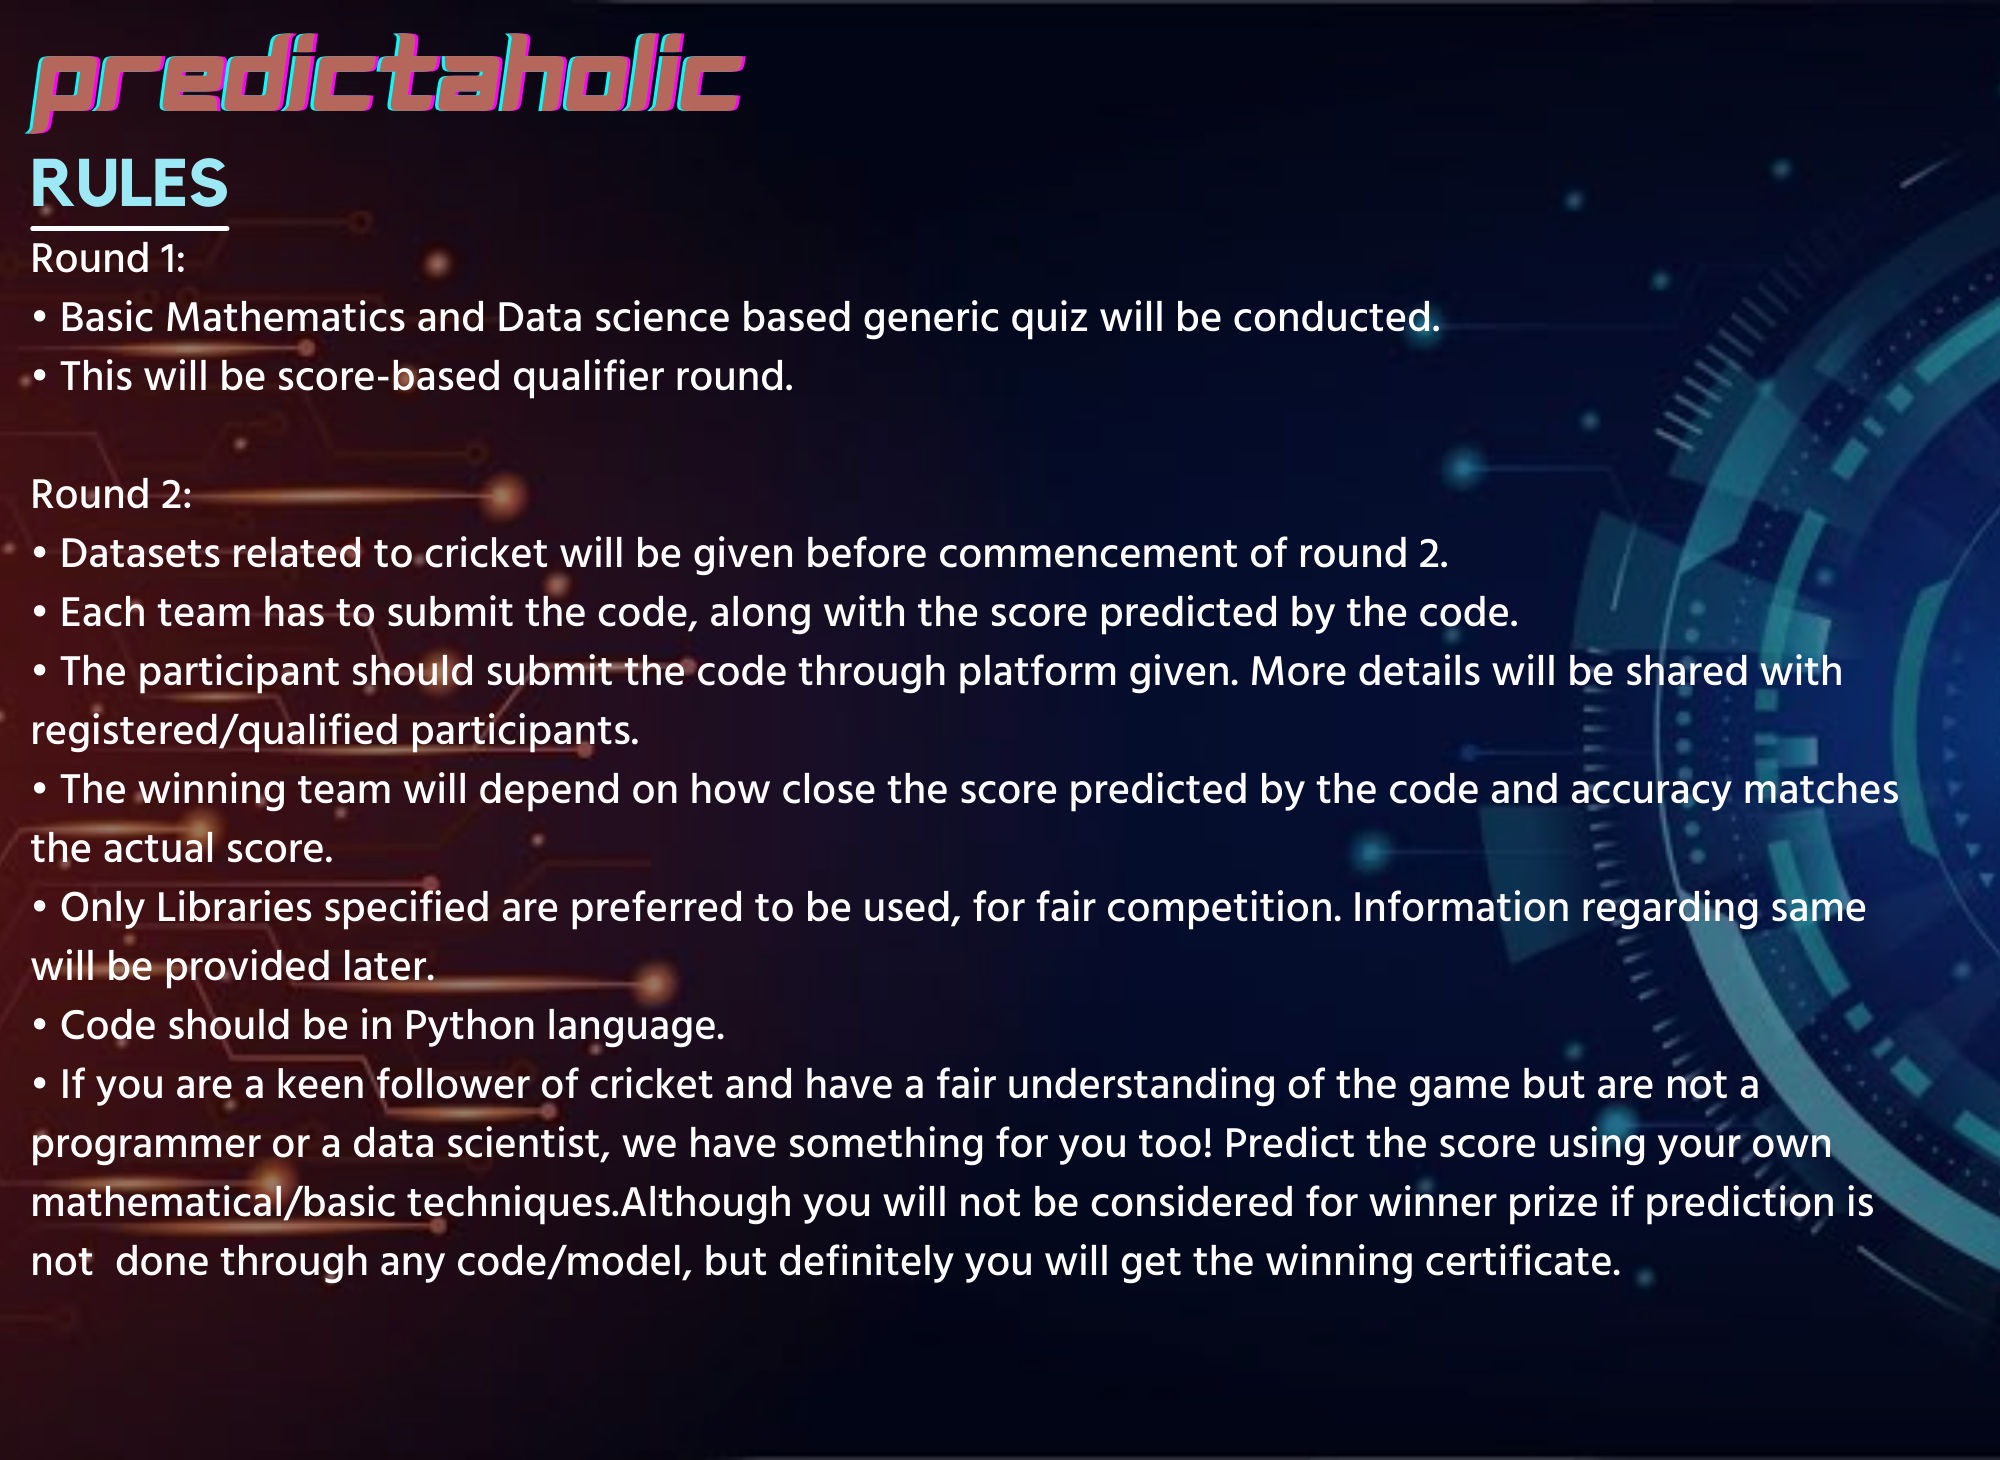 predictaholic
RULES
Round 1:
• Basic Mathematics and Data science based generic quiz will be conducted.
• This will be score-based qualifier round.
Round 2:
• Datasets related to cricket will be given before commencement of round 2.
• Each team has to submit the code, along with the score predicted by the code.
• The participant should submit the code through platform given. More details will be shared with
registered/qualified participants.
• The winning team will depend on how close the score predicted by the code and accuracy matches
the actual score.
• Only Libraries specified are preferred to be used, for fair competition. Information regarding same
will be provided later.
• Code should be in Python language.
• If you are a keen follower of cricket and have a fair understanding of the game but are not a
programmer or a data scientist, we have something for you too! Predict the score using your own
mathematical/basic techniques.Although you will not be considered for winner prize if prediction is
not  done through any code/model, but definitely you will get the winning certificate.